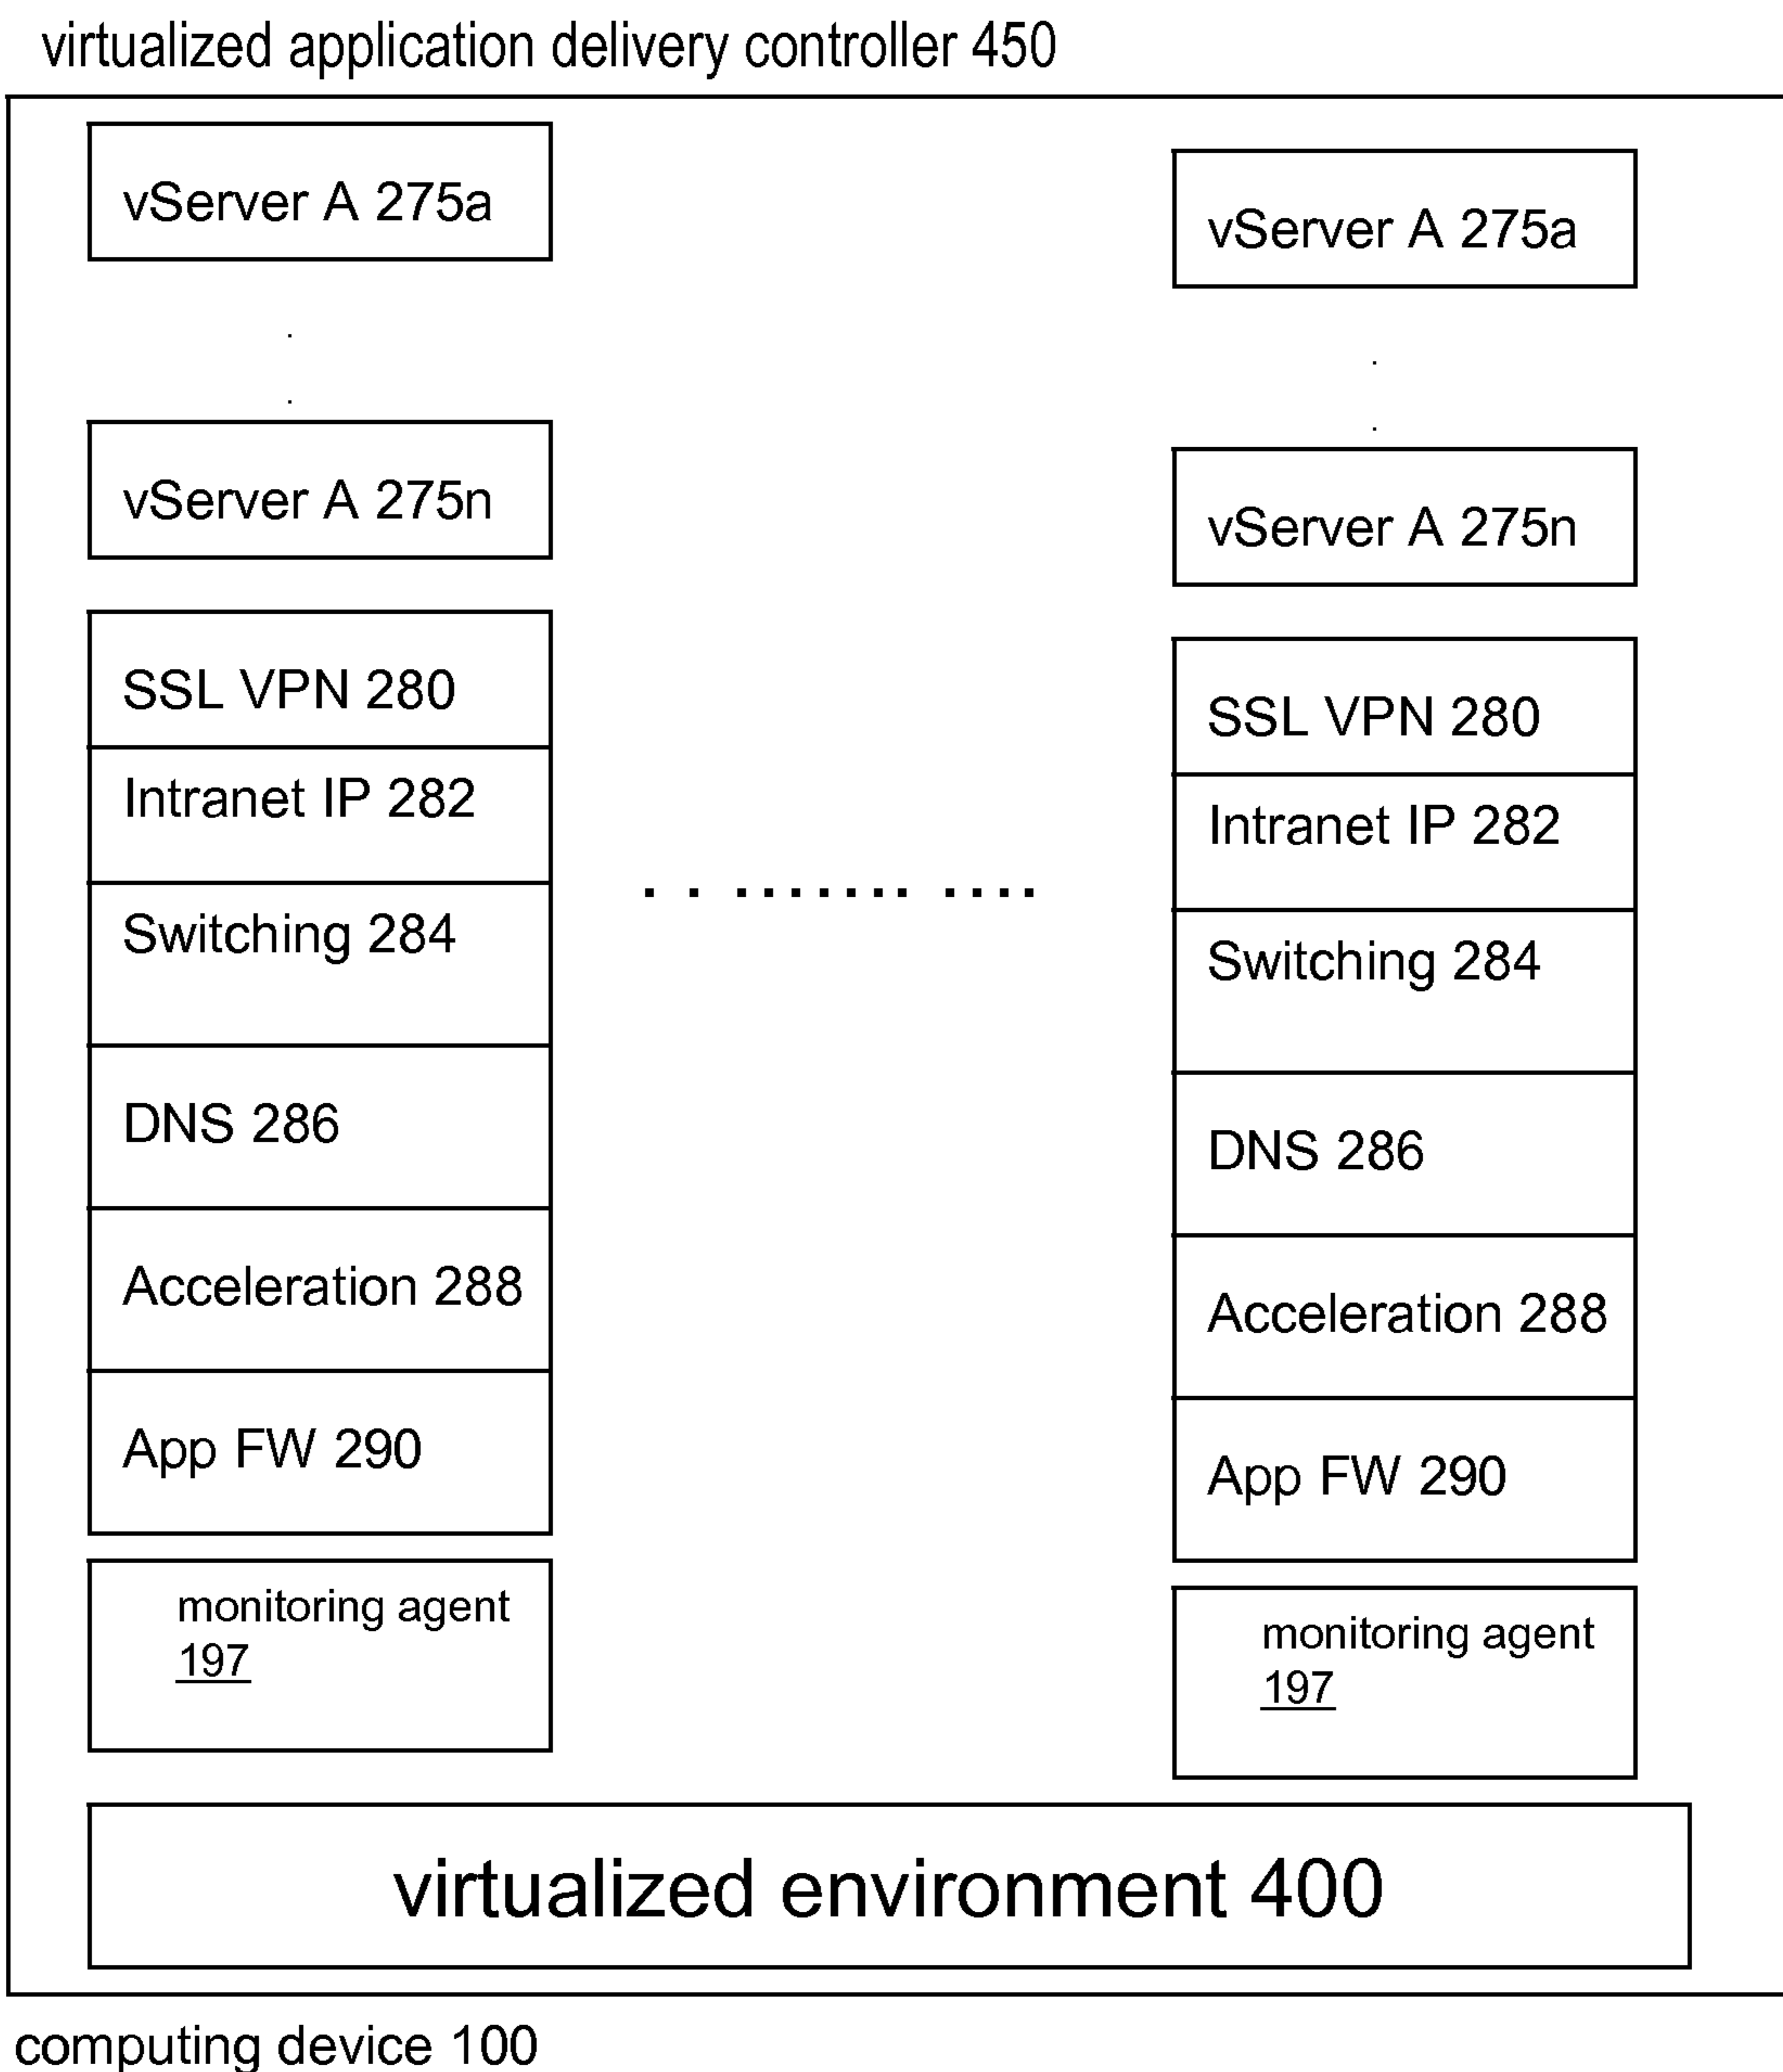 virtualized application delivery controller 450
vServer A 275a
vServer A 275n
SSL VPN 280
Intranet IP 282
Switching 284
DNS 286
Acceleration 288
App FW 290
monitoring agent
197
vServer A 275a
vServer A 275n
SSL VPN 280
Intranet IP 282
Switching 284
DNS 286
Acceleration 288
App FW 290
monitoring agent
197
virtualized environment 400
computing device 100